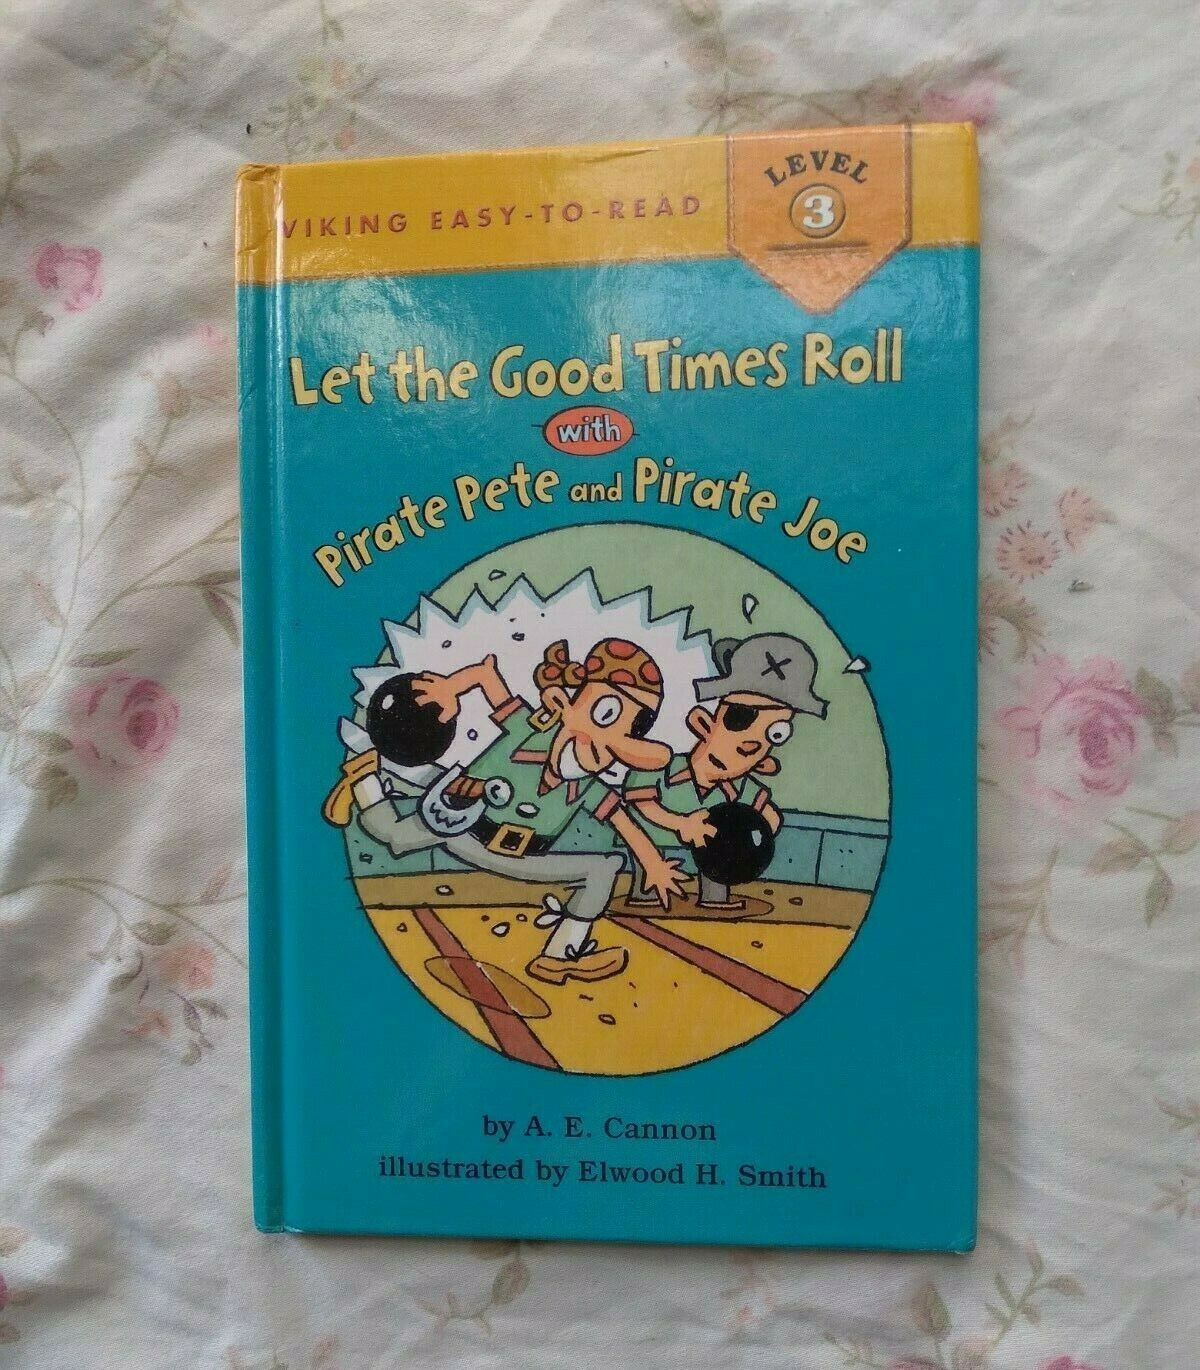 VIKING EASY-TO-READ
LEVEL
3
Let the Good Times Roll
with
Pirate Pete and Pirate Joe
by A. E. Cannon
illustrated by Elwood H. Smith